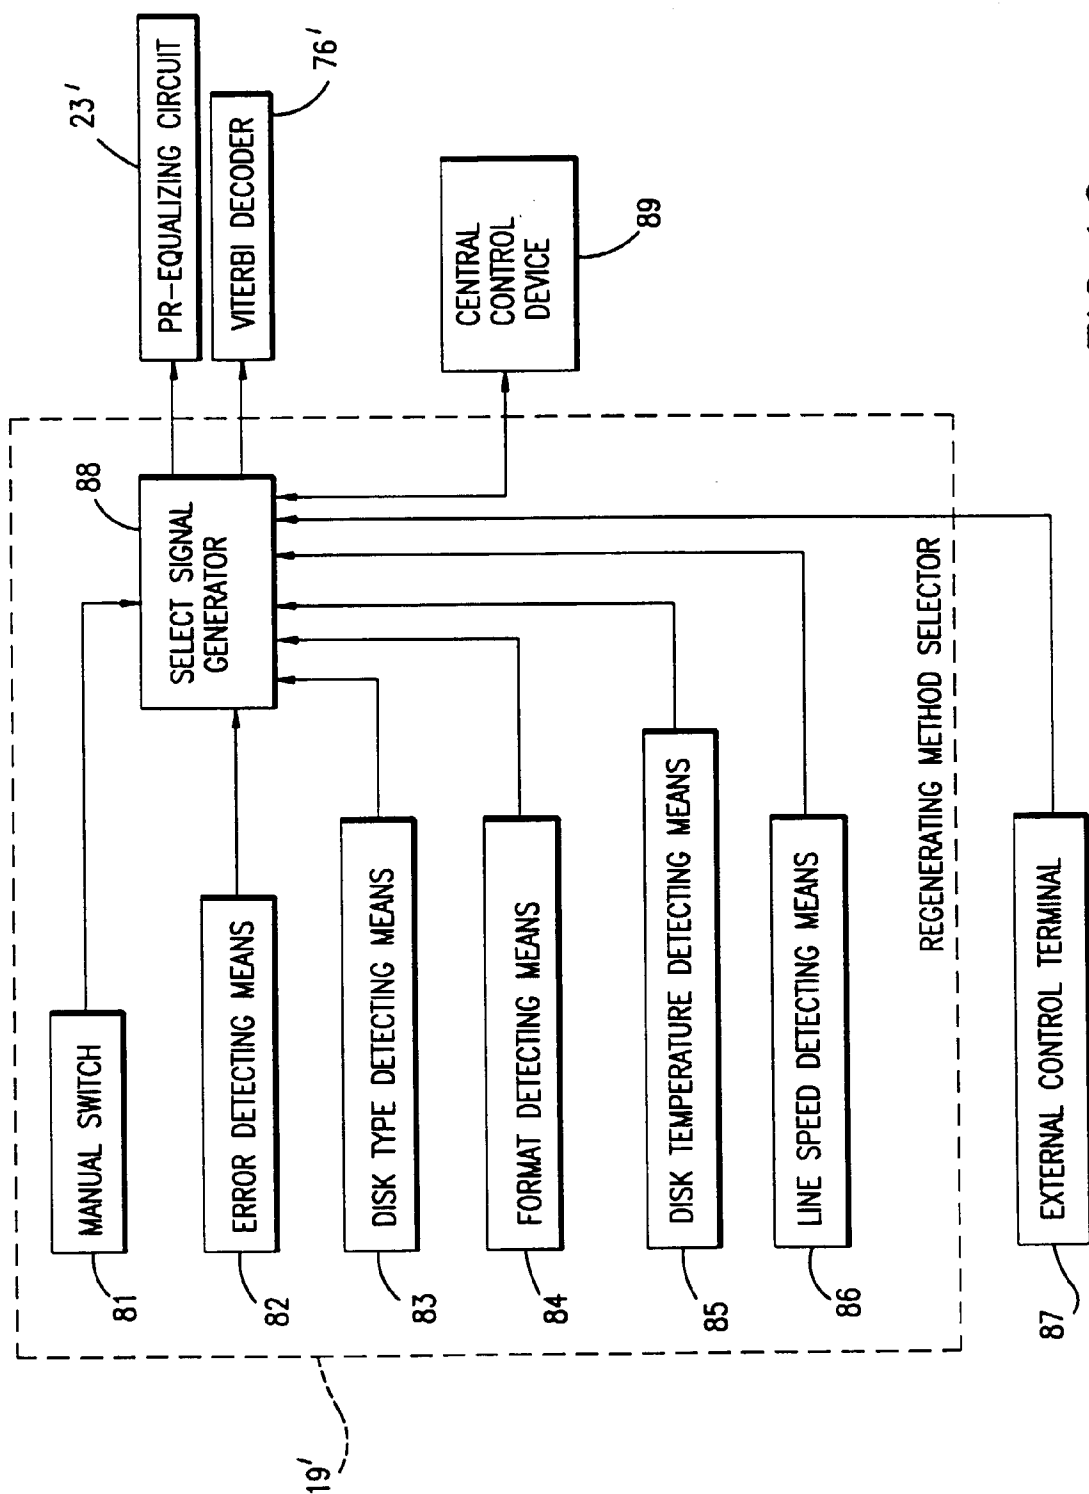 23'
PR-EQUALIZING CIRCUIT
76'
VITERBI DECODER
CENTRAL
CONTROL
DEVICE
89
88
SELECT SIGNAL
GENERATOR
MANUAL SWITCH
81
ERROR DETECTING MEANS
82
DISK TYPE DETECTING MEANS
83
FORMAT DETECTING MEANS
84
DISK TEMPERATURE DETECTING MEANS
85
LINE SPEED DETECTING MEANS
86
REGENERATING METHOD SELECTOR
EXTERNAL CONTROL TERMINAL
87
19'